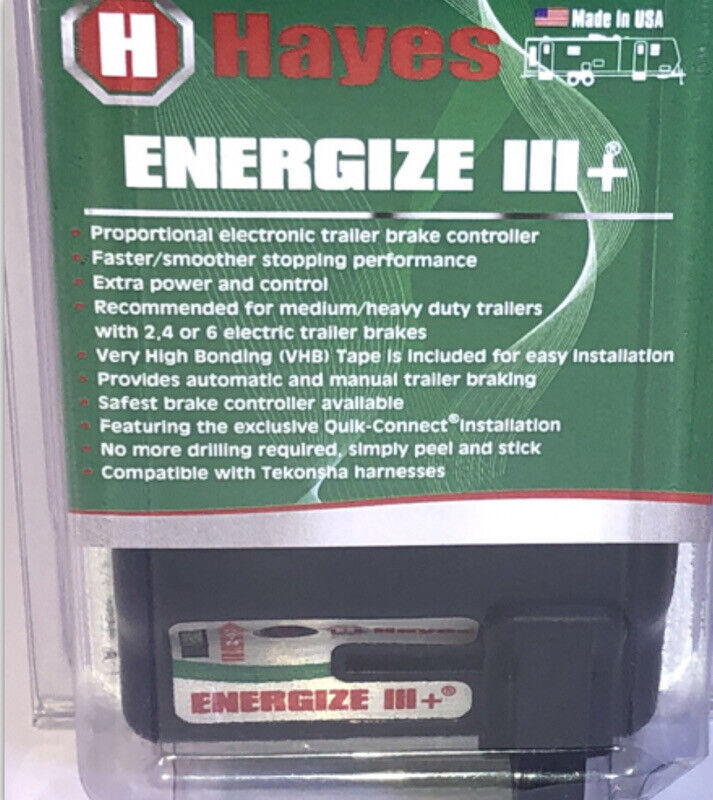 H Hayes
Made In USA
ENERGIZE III+®
Proportional electronic trailer brake controller
Faster/smoother stopping performance
Extra power and control
Recommended for medium/heavy duty trailers
with 2,4 or 6 electric trailer brakes
Very High Bonding (VHB) Tape is included for easy installation
Provides automatic and manual trailer braking
Safest brake controller available
Featuring the exclusive Quik-Connect® installation
No more drilling required, simply peel and stick
Compatible with Tekonsha harnesses
Hayes
ENERGIZE III+®